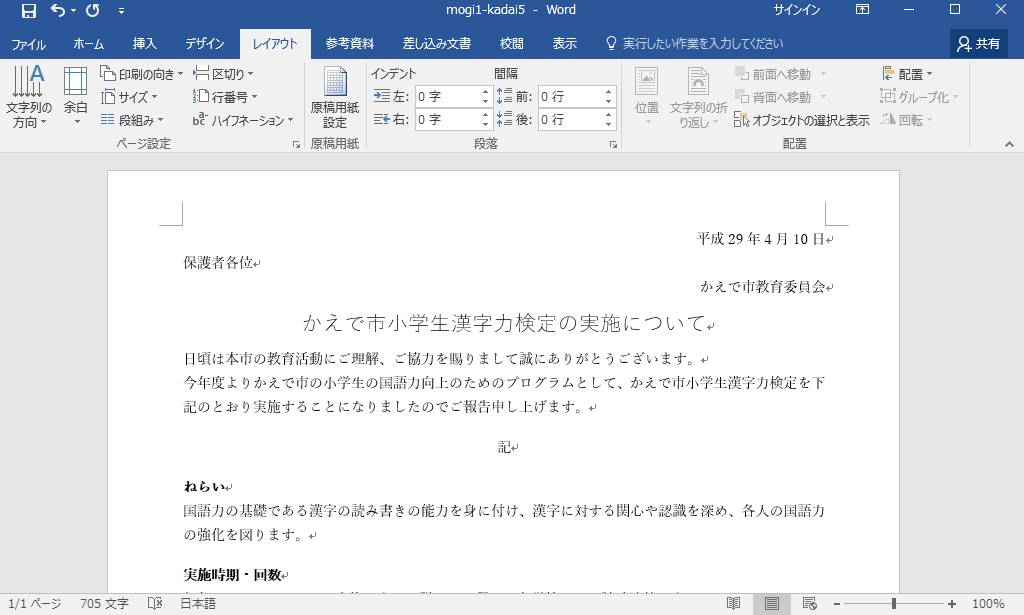 mogi1-kadai5 - Word
サインイン
ファイル ホーム 挿入 デザイン レイアウト 参考資料 差し込み文書 校閲 表示 実行したい作業を入力してください 共有
文字列の方向 余白 印刷の向き サイズ 段組み 区切り 行番号 ハイフネーション
ページ設定
原稿用紙設定
原稿用紙
インデント 間隔
左: 0 字 前: 0 行
右: 0 字 後: 0 行
段落
位置 文字列の折り返し 前面へ移動 背面へ移動 オブジェクトの選択と表示 配置 グループ化 回転
配置
平成 29 年 4 月 10 日
保護者各位
かえで市教育委員会
かえで市小学生漢字力検定の実施について
日頃は本市の教育活動にご理解、ご協力を賜りまして誠にありがとうございます。
今年度よりかえで市の小学生の国語力向上のためのプログラムとして、かえで市小学生漢字力検定を下
記のとおり実施することになりましたのでご報告申し上げます。
記
ねらい
国語力の基礎である漢字の読み書きの能力を身に付け、漢字に対する関心や認識を深め、各人の国語力
の強化を図ります。
実施時期・回数
1/1 ページ 705 文字 日本語 100%